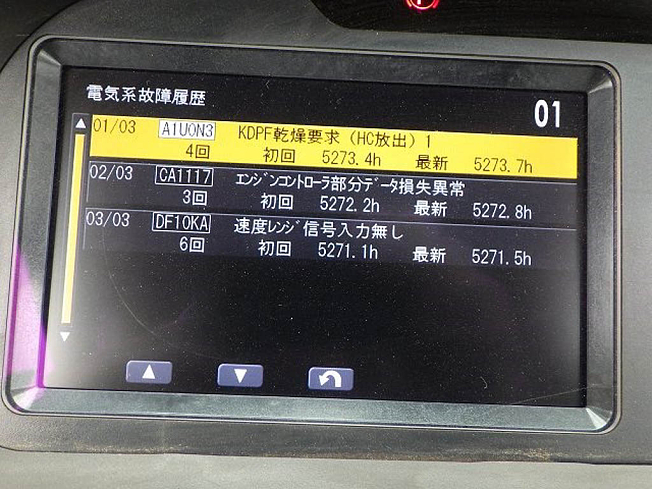 電気系故障履歴 01
01/03 A1U0N3 KDPF乾燥要求（HC放出）1
4回 初回 5273.4h 最新 5273.7h
02/03 CA1117 ｴﾝｼﾞﾝｺﾝﾄﾛｰﾗ部分ﾃﾞｰﾀ損失異常
3回 初回 5272.2h 最新 5272.8h
03/03 DF10KA 速度ﾚﾝｼﾞ信号入力無し
6回 初回 5271.1h 最新 5271.5h